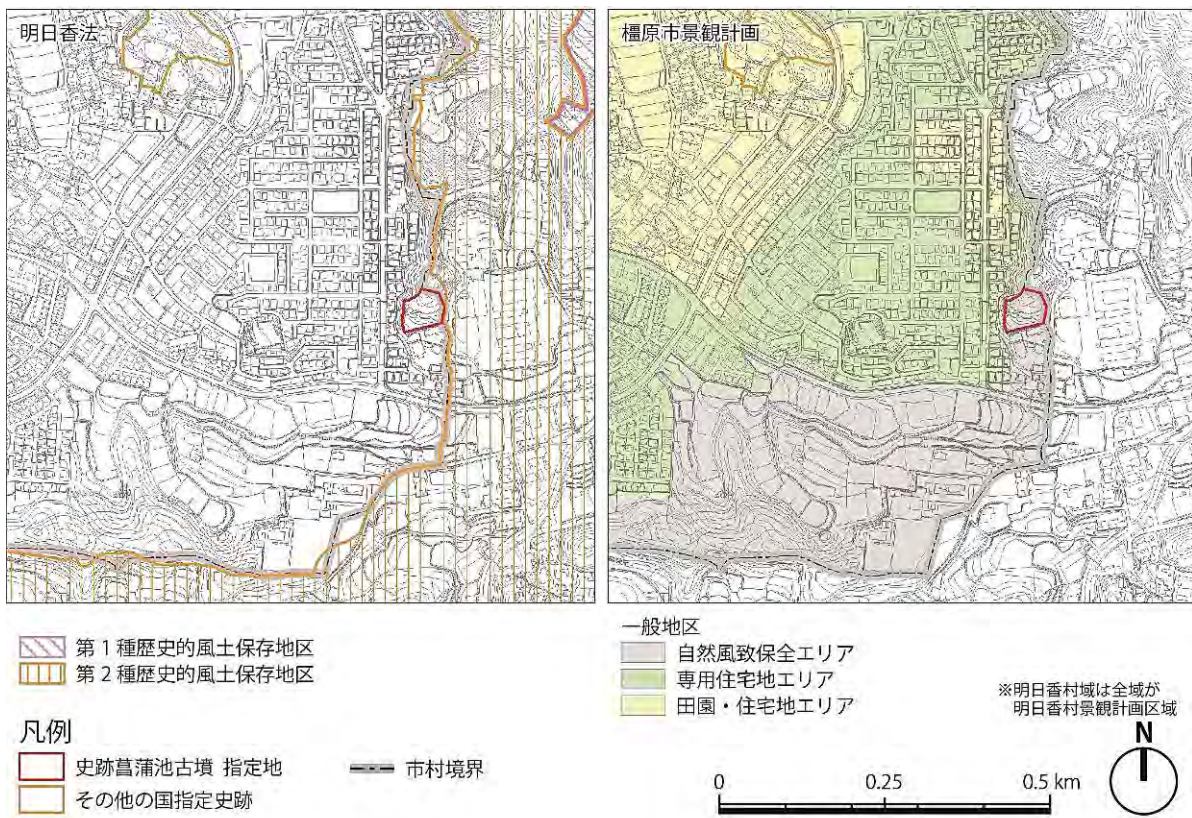 明日香法
橿原市景観計画
第1種歴史的風土保存地区
第2種歴史的風土保存地区
凡例
史跡菖蒲池古墳 指定地
その他の国指定史跡
市村境界
一般地区
自然風致保全エリア
専用住宅地エリア
田園・住宅地エリア
※明日香村域は全域が
明日香村景観計画区域
N
0 0.25 0.5 km